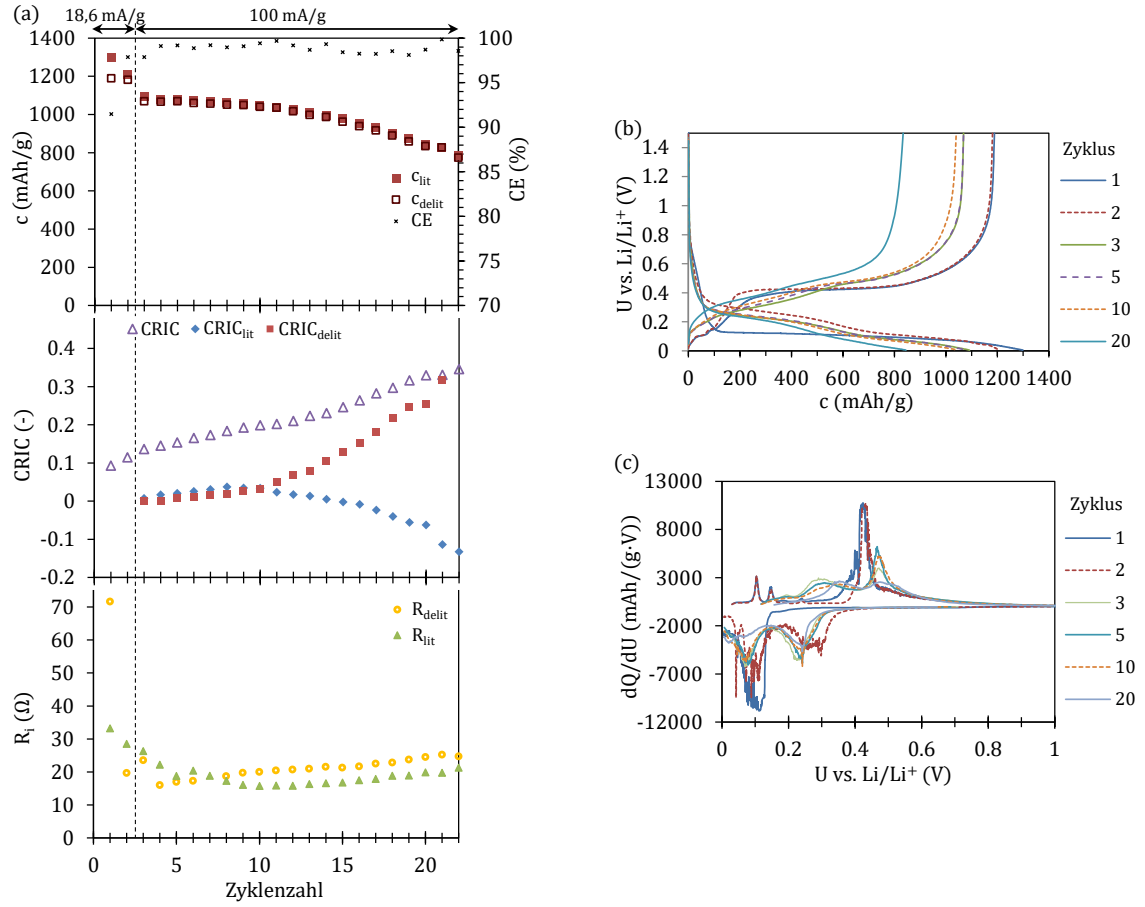 (a)
18,6 mA/g 100 mA/g
1400
1200
1000
800
600
400
200
0
c (mAh/g)
100
95
90
85
80
75
70
CE (%)
c_lit
c_delit
CE
CRIC CRIC_lit CRIC_delit
0.4
0.3
0.2
0.1
0
-0.1
-0.2
CRIC (-)
70
60
50
40
30
20
10
0
R_i (Ω)
R_delit
R_lit
0 5 10 15 20
Zyklenzahl
(b)
1.4
1.2
1
0.8
0.6
0.4
0.2
0
U vs. Li/Li⁺ (V)
0 200 400 600 800 1000 1200 1400
c (mAh/g)
Zyklus
1
2
3
5
10
20
(c)
13000
8000
3000
-2000
-7000
-12000
dQ/dU (mAh/(g·V))
0 0.2 0.4 0.6 0.8 1
U vs. Li/Li⁺ (V)
Zyklus
1
2
3
5
10
20